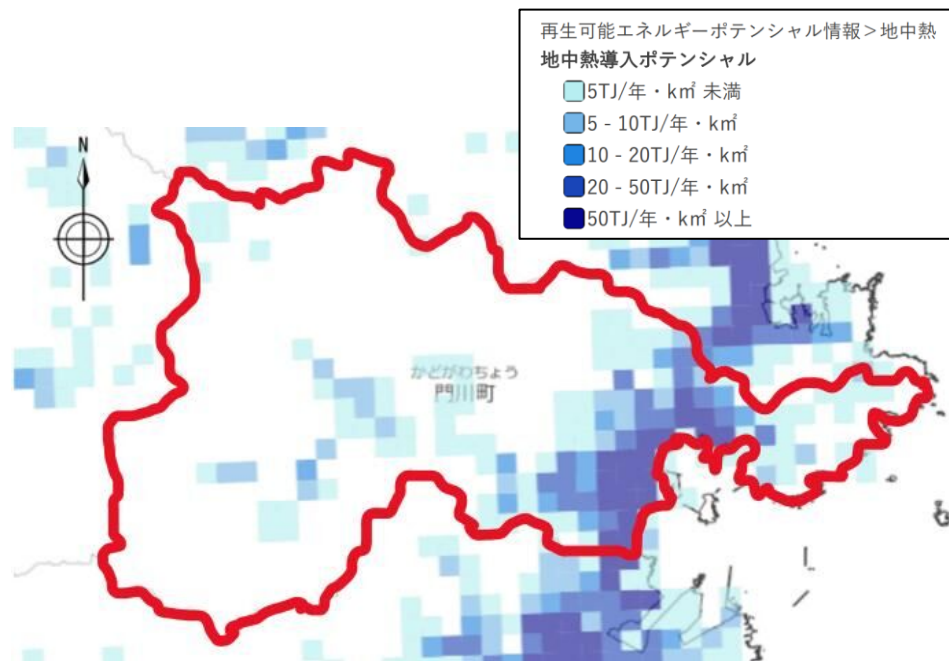 再生可能エネルギーポテンシャル情報＞地中熱
地中熱導入ポテンシャル
5TJ/年・㎢ 未満
5 - 10TJ/年・㎢
10 - 20TJ/年・㎢
20 - 50TJ/年・㎢
50TJ/年・㎢ 以上
N
かどがわちょう
門川町